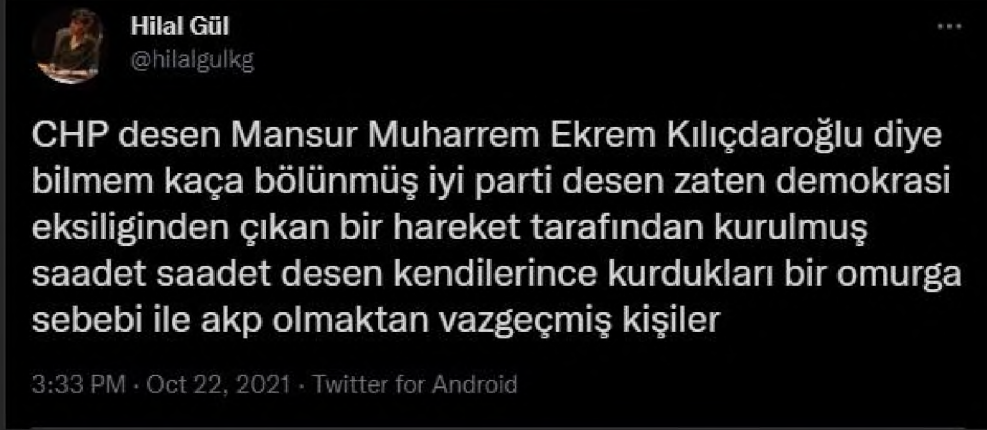 Hilal Gül
@hilalgulkg
CHP desen Mansur Muharrem Ekrem Kılıçdaroğlu diye
bilmem kaça bölünmüş iyi parti desen zaten demokrasi
eksiliginden çıkan bir hareket tarafından kurulmuş
saadet saadet desen kendilerince kurdukları bir omurga
sebebi ile akp olmaktan vazgeçmiş kişiler
3:33 PM · Oct 22, 2021 · Twitter for Android